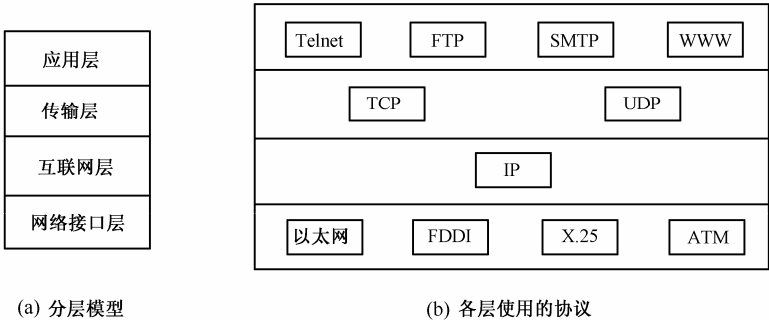 应用层
传输层
互联网层
网络接口层
(a) 分层模型
Telnet FTP SMTP WWW
TCP UDP
IP
以太网 FDDI X.25 ATM
(b) 各层使用的协议